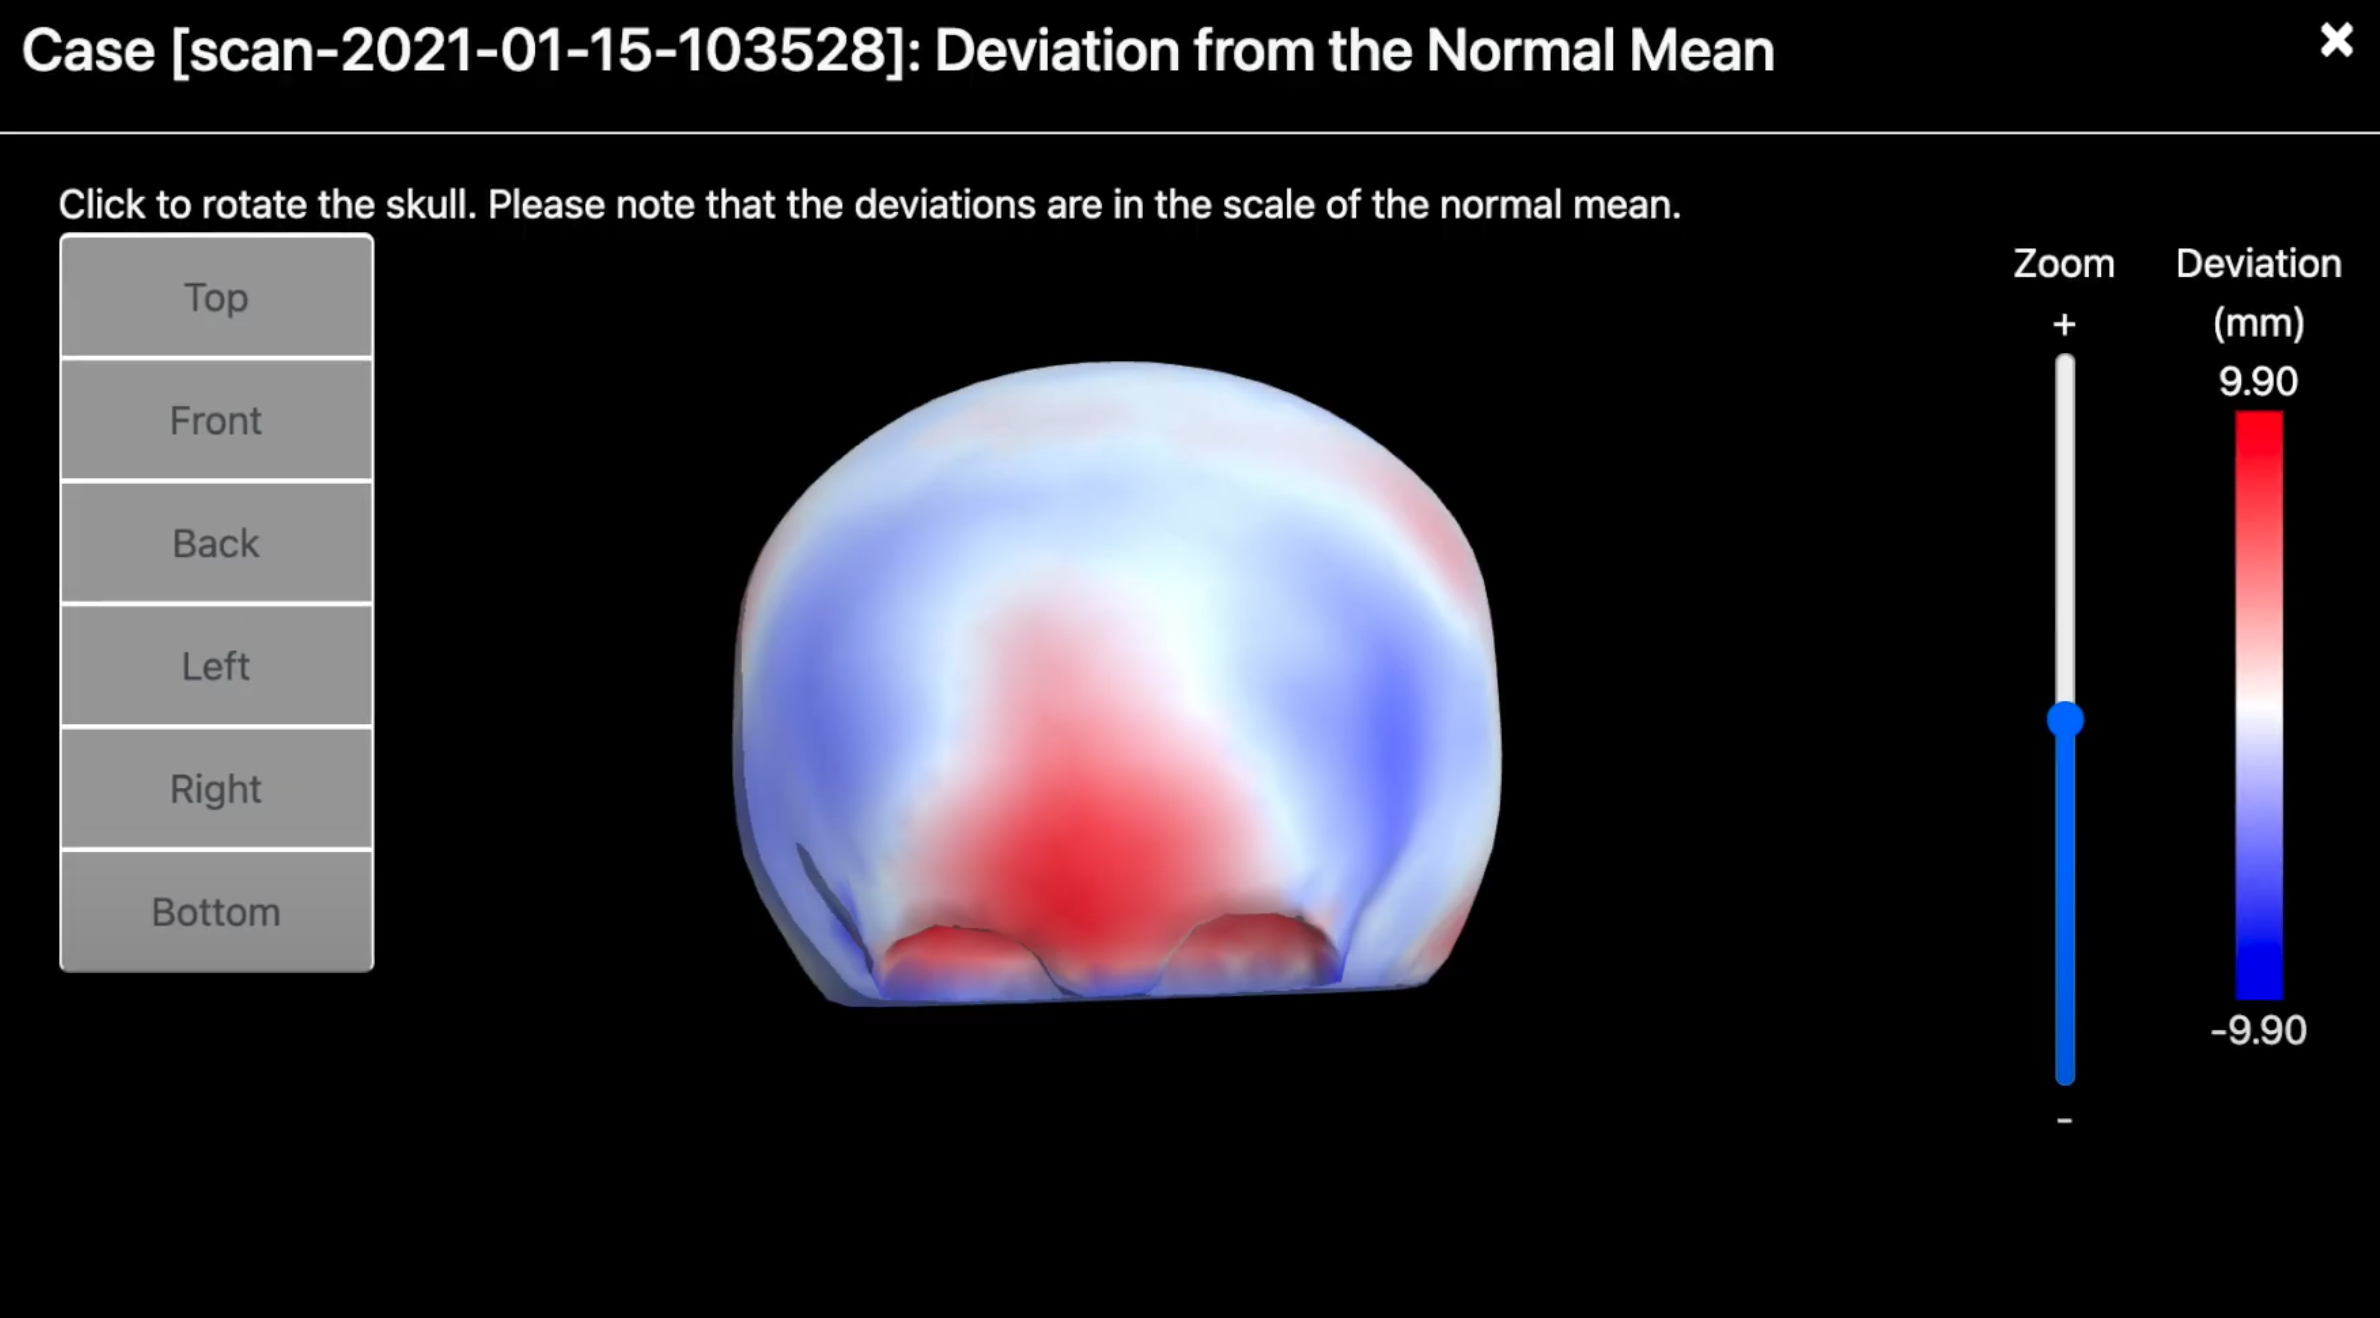 Case [scan-2021-01-15-103528]: Deviation from the Normal Mean
×
Click to rotate the skull. Please note that the deviations are in the scale of the normal mean.
Top
Front
Back
Left
Right
Bottom
Zoom
+
-
Deviation
(mm)
9.90
-9.90